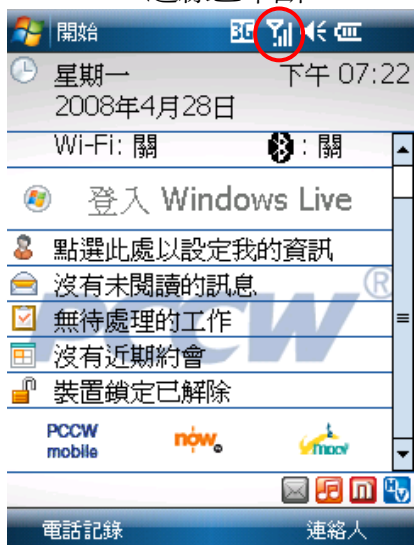 開始 3G
星期一 下午 07:22
2008年4月28日
Wi-Fi: 關 : 關
登入 Windows Live
點選此處以設定我的資訊
沒有未閱讀的訊息
無待處理的工作
沒有近期約會
裝置鎖定已解除
PCCW ®
PCCW mobile now moov
電話記錄 連絡人